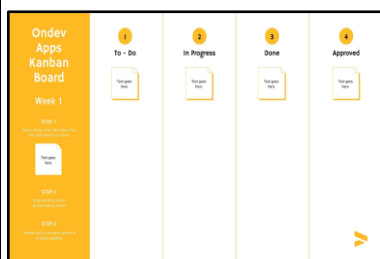 Ondev
Apps
Kanban
Board
Week 1
STEP 1
Text goes
here
STEP 2
STEP 3
1
To - Do
Text goes
here
2
In Progress
Text goes
here
3
Done
Text goes
here
4
Approved
Text goes
here